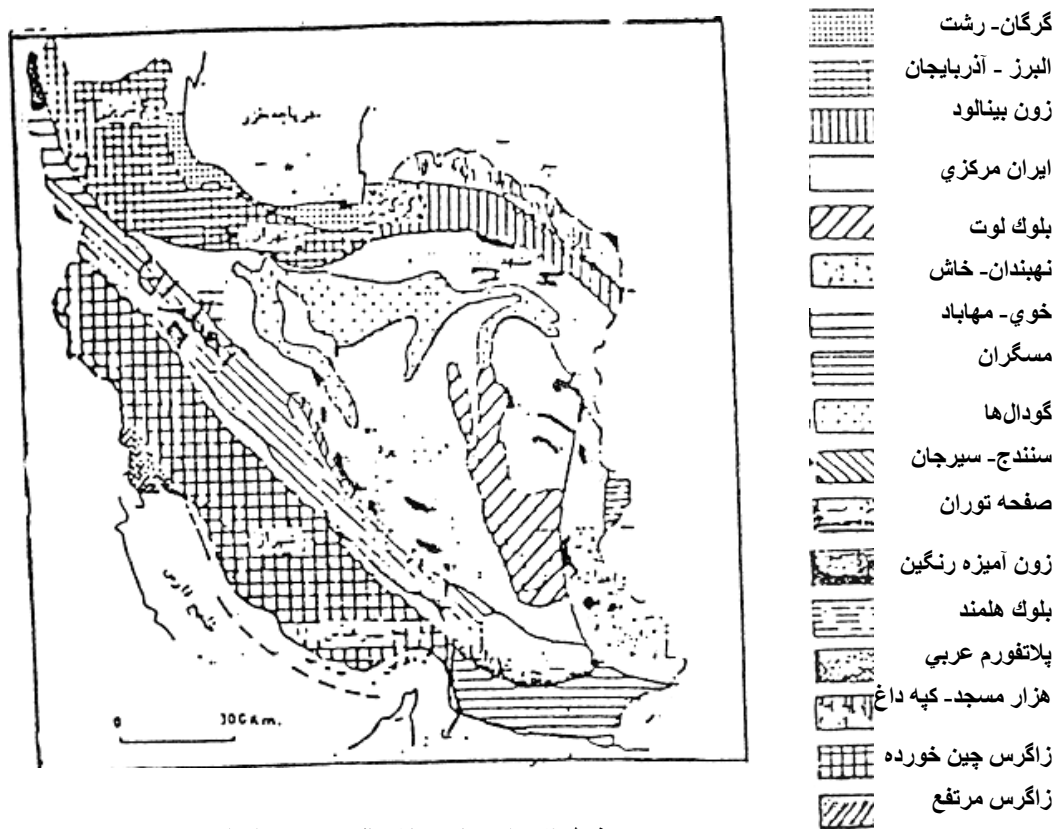 گرگان- رشت
البرز - آذربايجان
زون بينالود
ايران مركزي
بلوك لوت
نهبندان- خاش
خوي- مهاباد
مسگران
گودال‌ها
سنندج- سيرجان
صفحه توران
زون آميزه رنگين
بلوك هلمند
پلاتفورم عربي
هزار مسجد- كپه داغ
زاگرس چين خورده
زاگرس مرتفع
درياچه خزر
خليج فارس
0
300 Km.